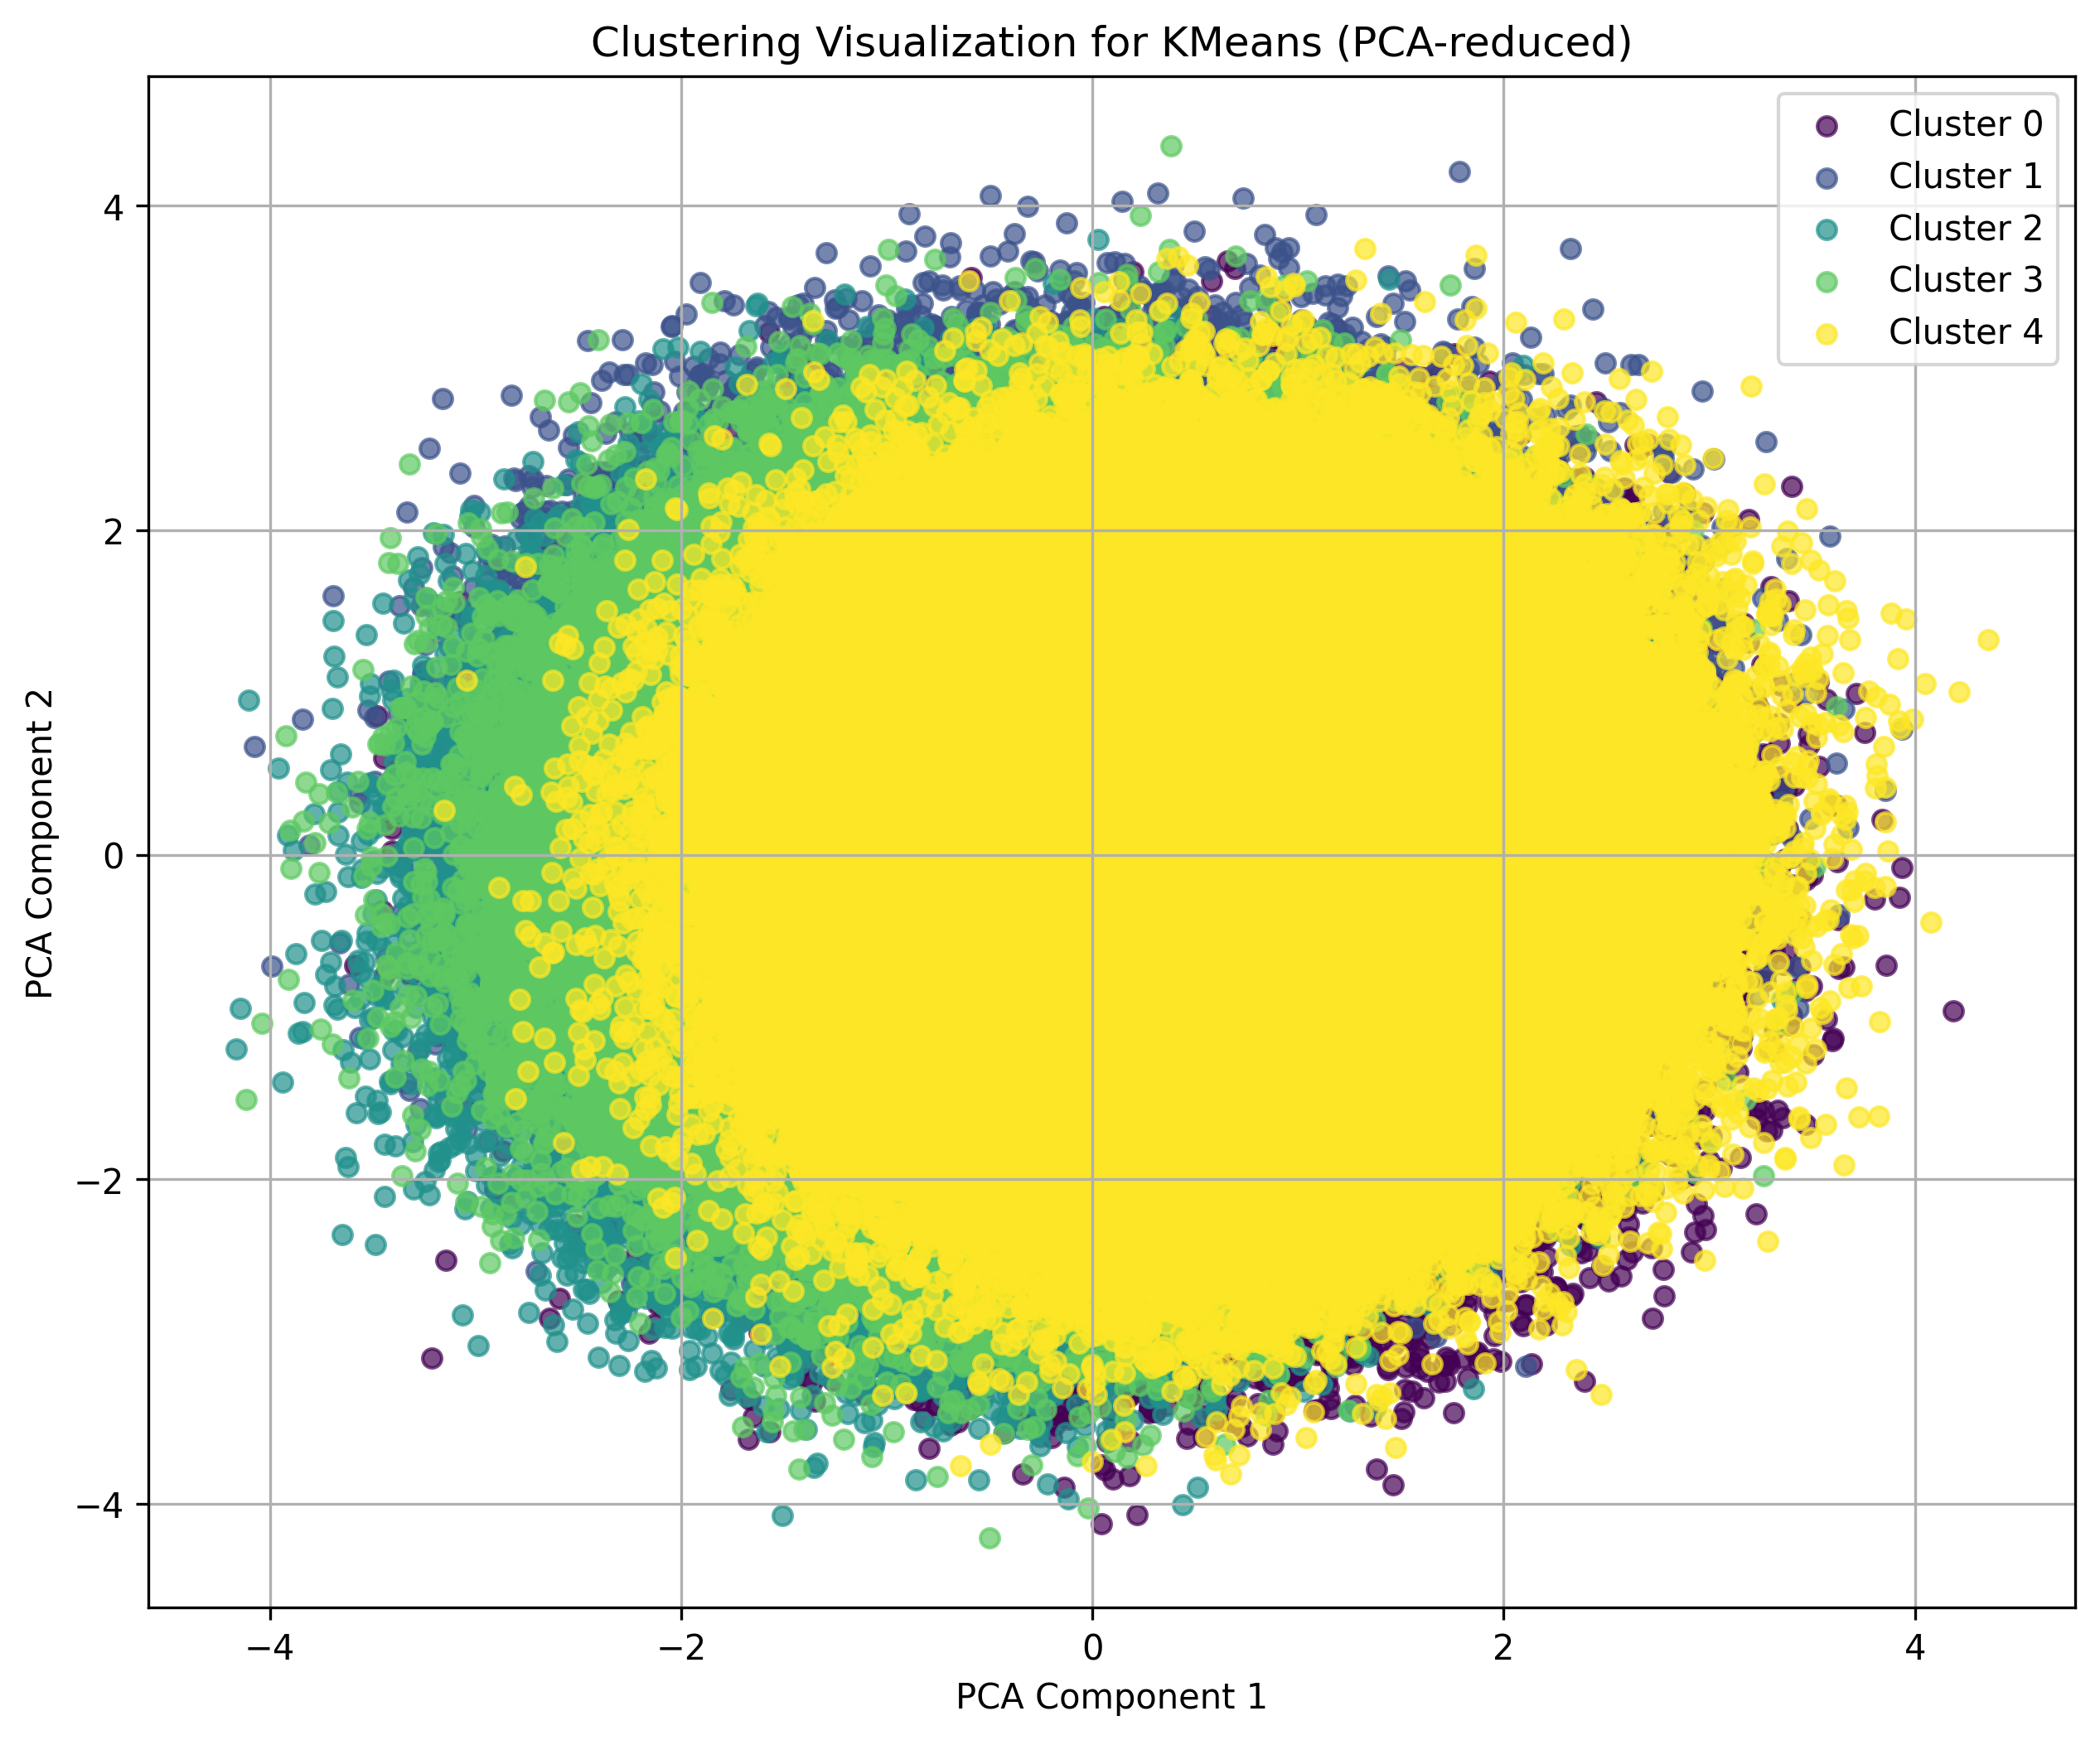 Clustering Visualization for KMeans (PCA-reduced)
Cluster 0
Cluster 1
Cluster 2
Cluster 3
Cluster 4
PCA Component 2
4
2
0
−2
−4
−4
−2
0
2
4
PCA Component 1